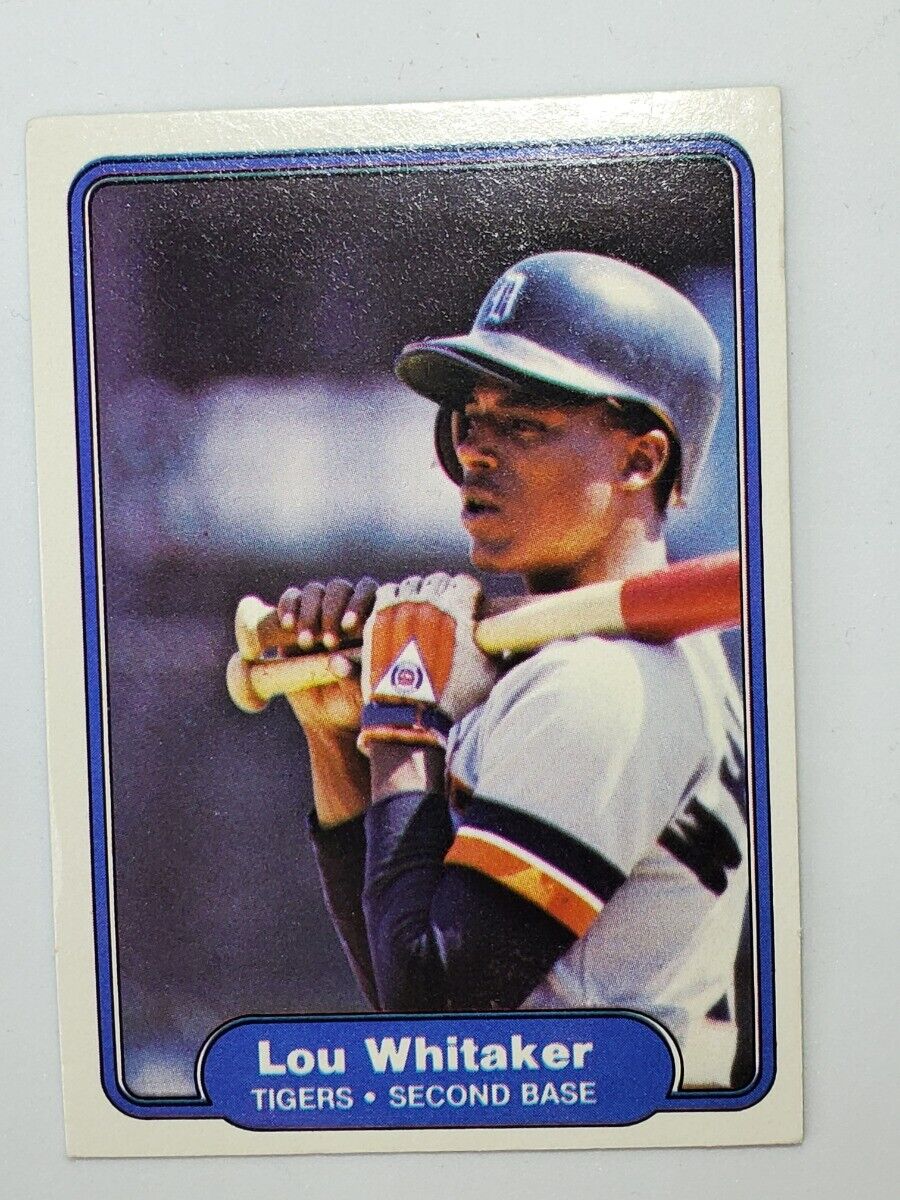 Lou Whitaker
TIGERS • SECOND BASE